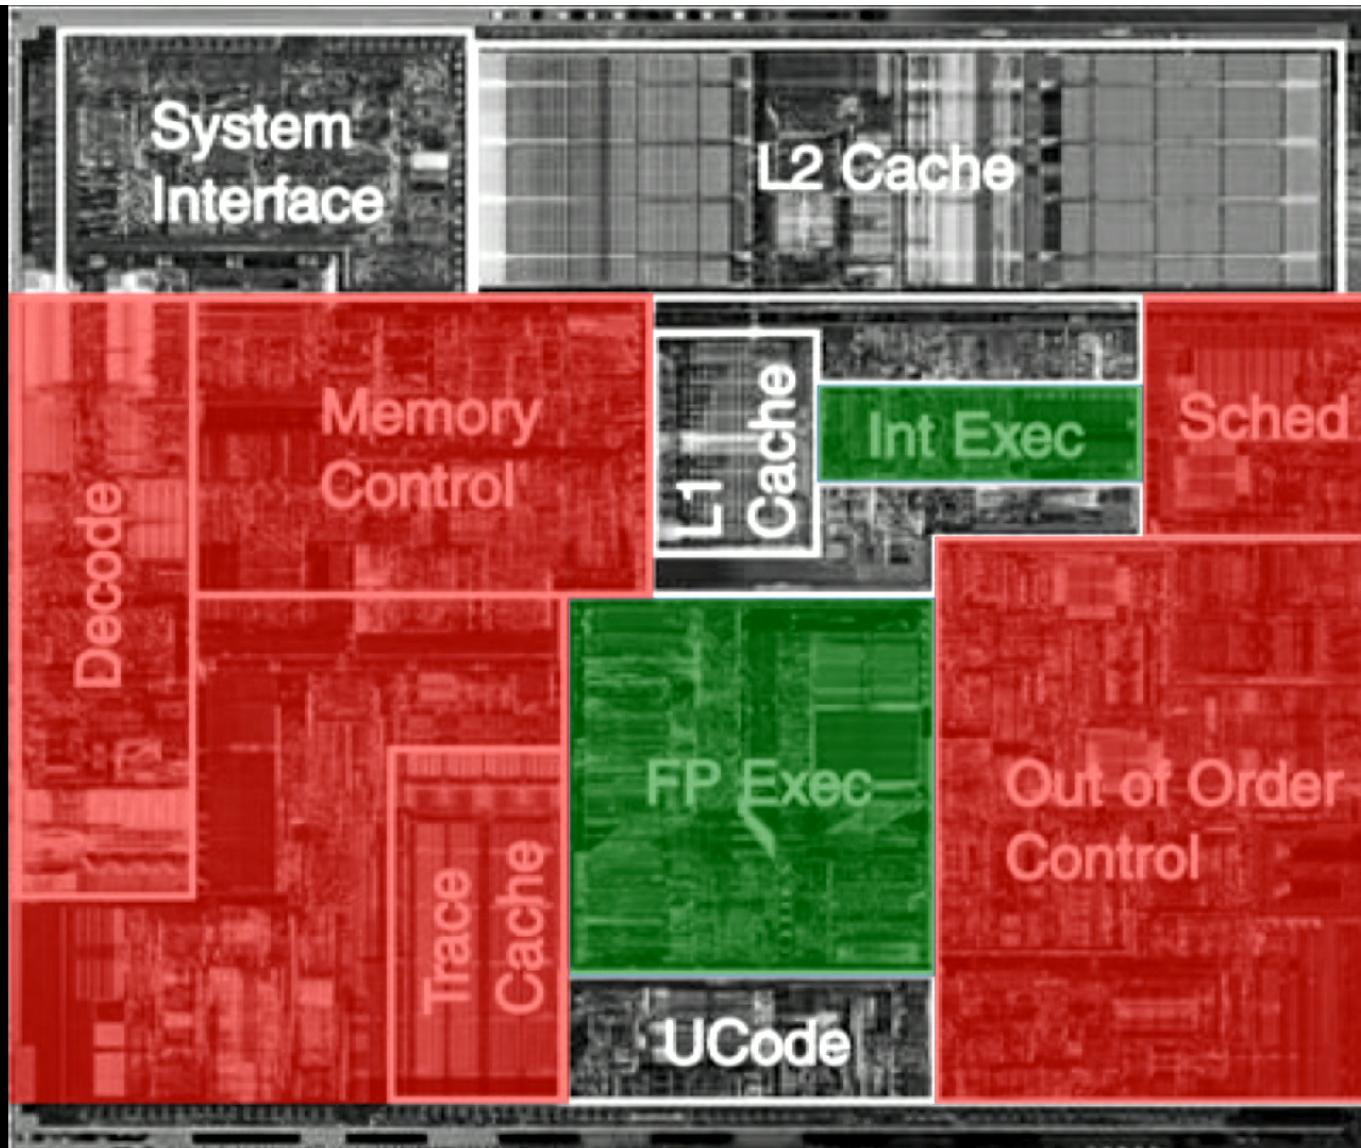 System
Interface
L2 Cache
Memory
Control
L1
Cache
Int Exec
Sched
Decode
FP Exec
Out of Order
Control
Trace
Cache
UCode